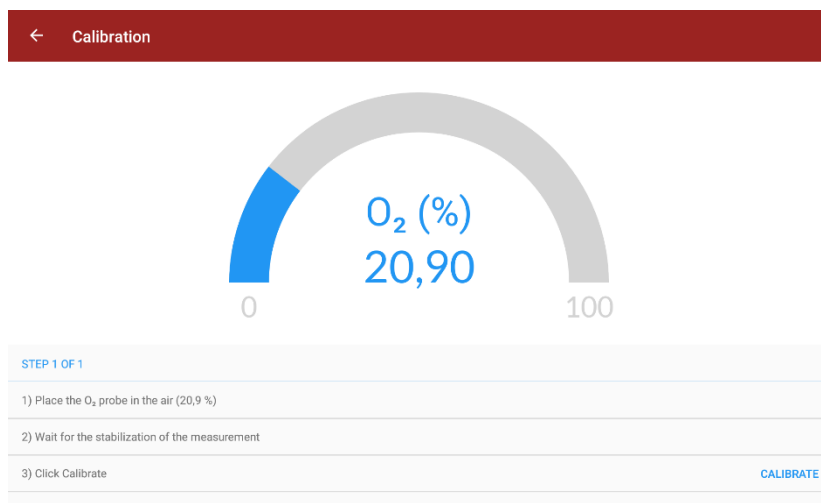 Calibration
O₂ (%)
20,90
0 100
STEP 1 OF 1
1) Place the O₂ probe in the air (20,9 %)
2) Wait for the stabilization of the measurement
3) Click Calibrate CALIBRATE